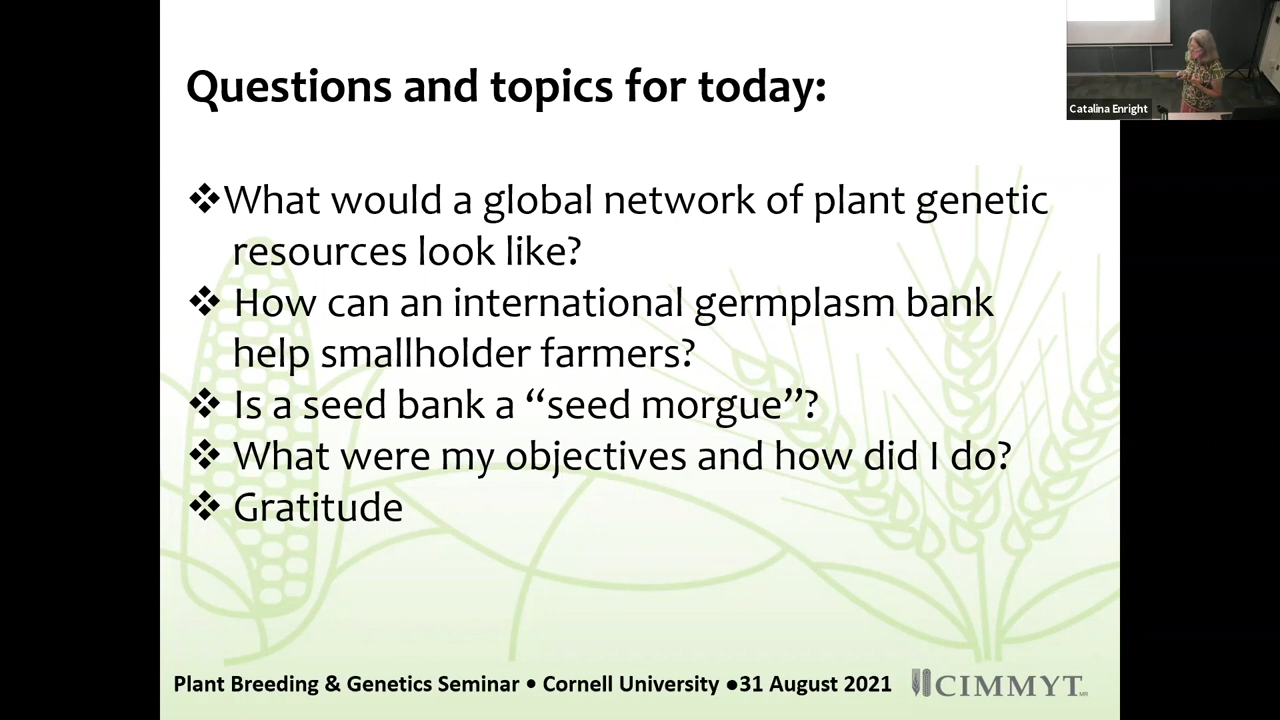 Questions and topics for today:
❖What would a global network of plant genetic
resources look like?
❖ How can an international germplasm bank
help smallholder farmers?
❖ Is a seed bank a “seed morgue”?
❖ What were my objectives and how did I do?
❖ Gratitude
Plant Breeding & Genetics Seminar • Cornell University •31 August 2021
CIMMYT MR
Catalina Enright